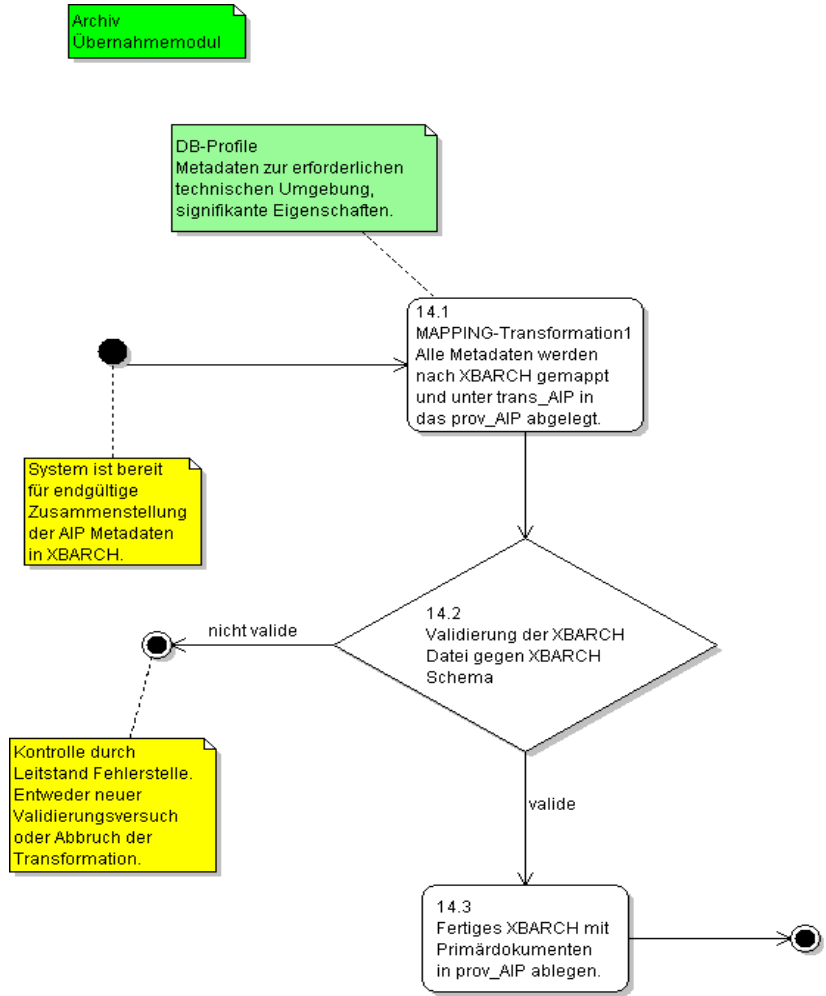 Archiv
Übernahmemodul
DB-Profile
Metadaten zur erforderlichen
technischen Umgebung,
signifikante Eigenschaften.
14.1
MAPPING-Transformation1
Alle Metadaten werden
nach XBARCH gemappt
und unter trans_AIP in
das prov_AIP abgelegt.
System ist bereit
für endgültige
Zusammenstellung
der AIP Metadaten
in XBARCH.
14.2
Validierung der XBARCH
Datei gegen XBARCH
Schema
nicht valide
Kontrolle durch
Leitstand Fehlerstelle.
Entweder neuer
Validierungsversuch
oder Abbruch der
Transformation.
valide
14.3
Fertiges XBARCH mit
Primärdokumenten
in prov_AIP ablegen.